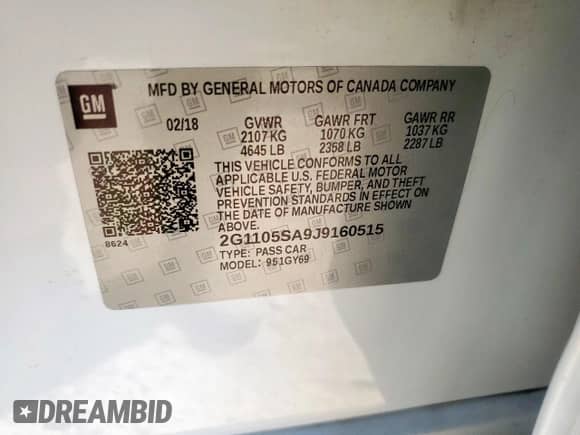 MFD BY GENERAL MOTORS OF CANADA COMPANY
GM
02/18 GVWR GAWR FRT GAWR RR
2107 KG 1070 KG 1037 KG
4645 LB 2358 LB 2287 LB
THIS VEHICLE CONFORMS TO ALL
APPLICABLE U.S. FEDERAL MOTOR
VEHICLE SAFETY, BUMPER, AND THEFT
PREVENTION STANDARDS IN EFFECT ON
THE DATE OF MANUFACTURE SHOWN
ABOVE.
8624
2G1105SA9J9160515
TYPE: PASS CAR
MODEL: 951GY69
DREAMBID